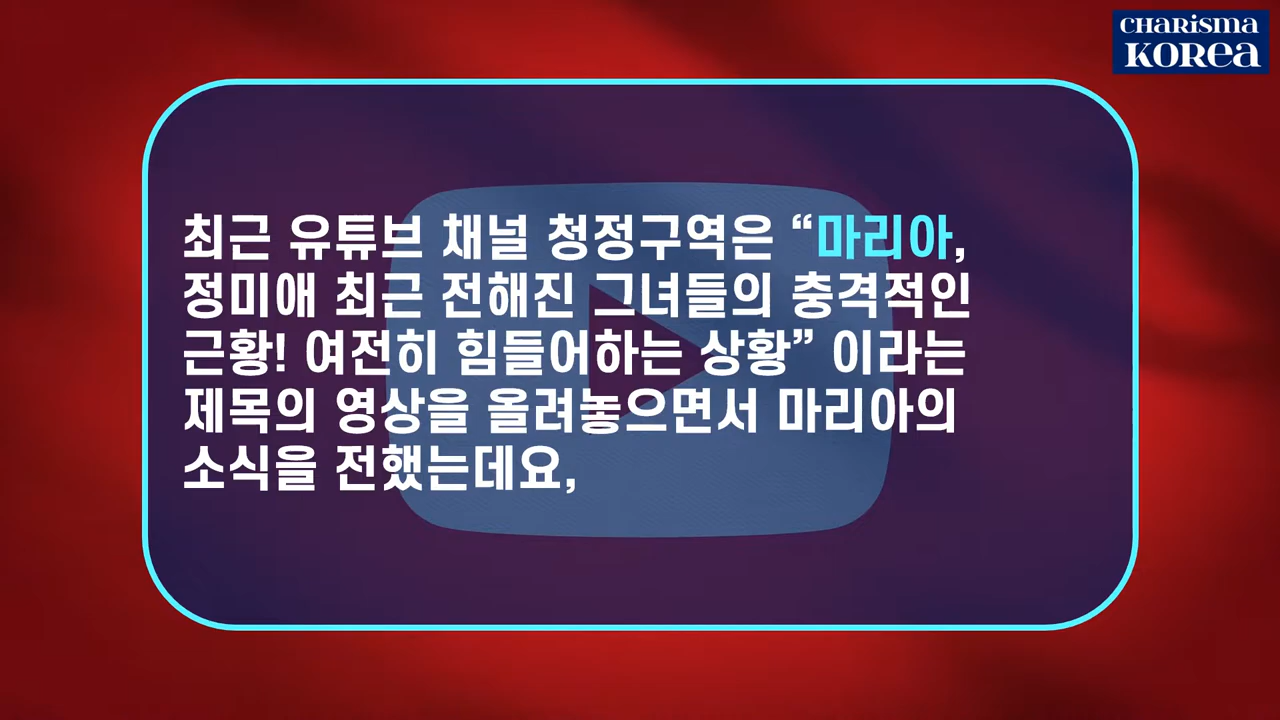 CHARISMA
KOREA
최근 유튜브 채널 청정구역은 “마리아,
정미애 최근 전해진 그녀들의 충격적인
근황! 여전히 힘들어하는 상황” 이라는
제목의 영상을 올려놓으면서 마리아의
소식을 전했는데요,